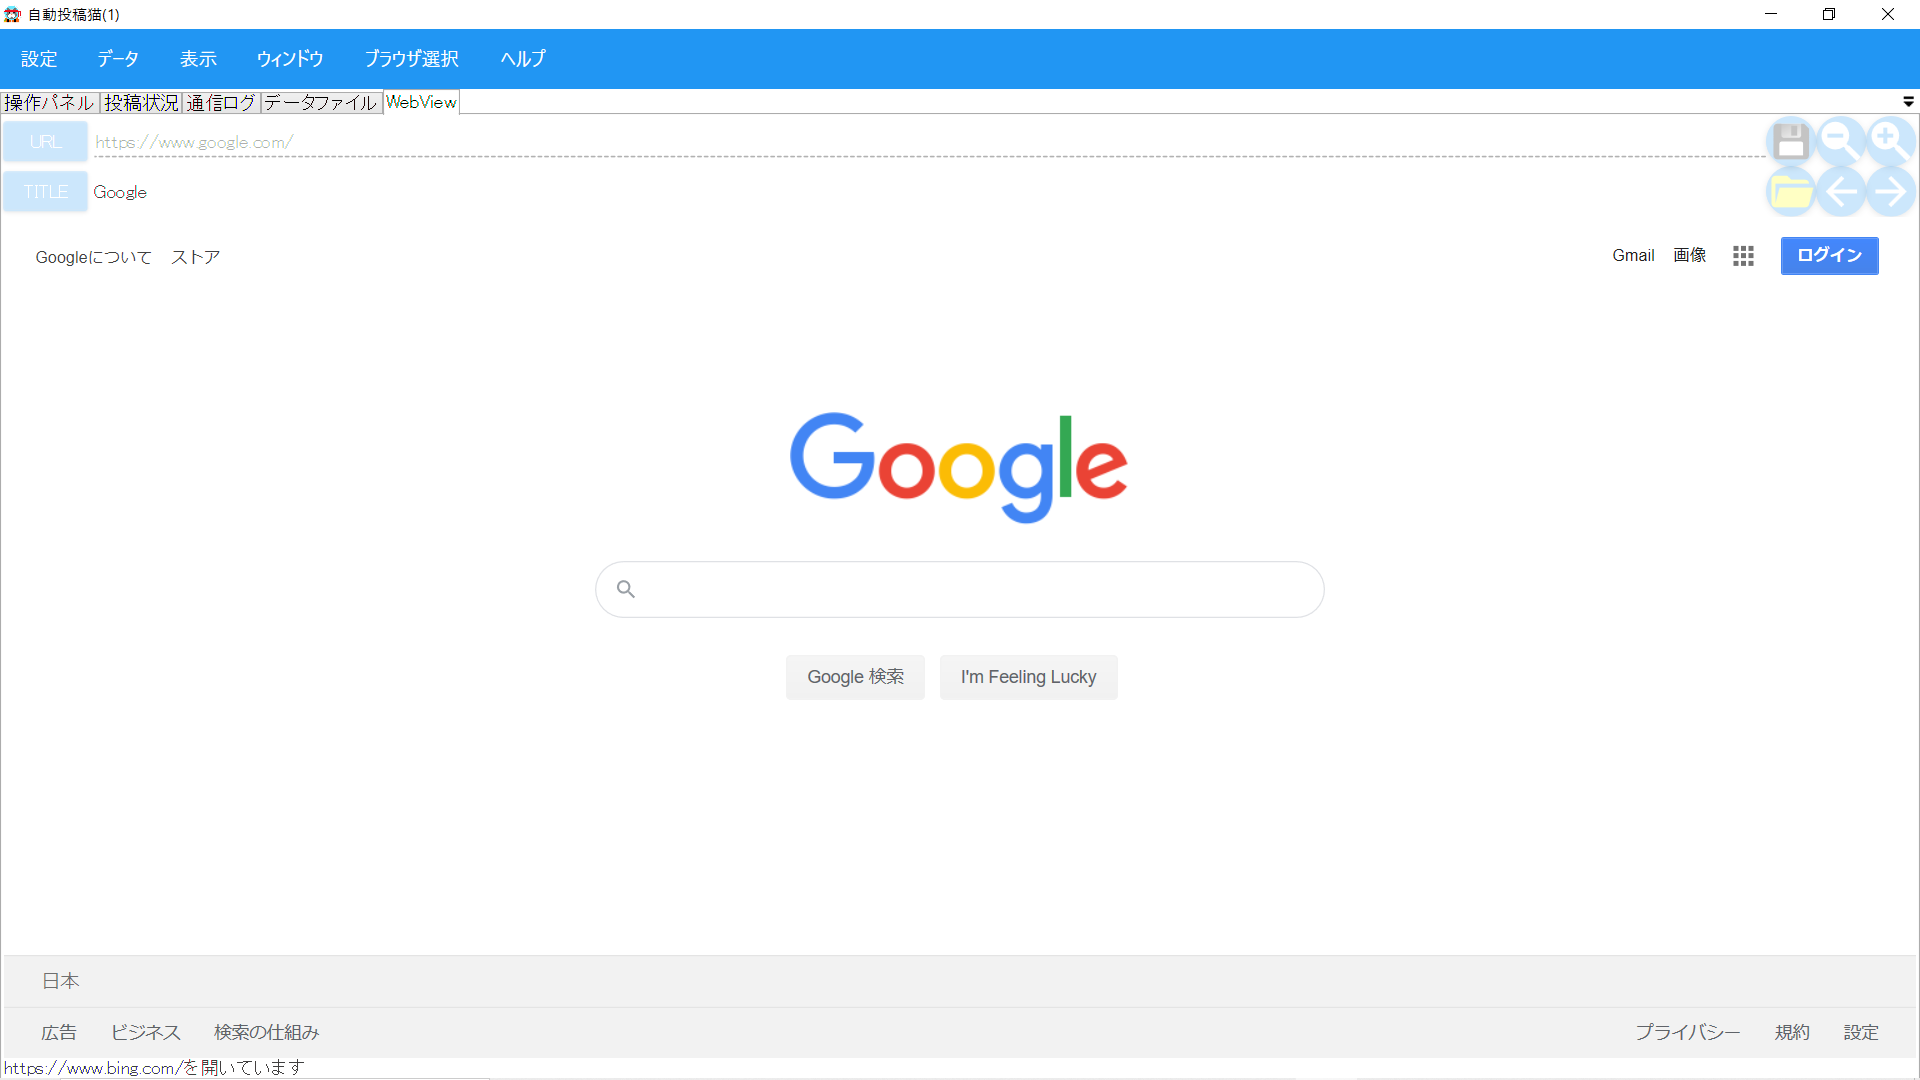 自動投稿猫(1)
設定 データ 表示 ウィンドウ ブラウザ選択 ヘルプ
操作パネル 投稿状況 通信ログ データファイル WebView
URL https://www.google.com/
TITLE Google
Googleについて ストア Gmail 画像 ログイン
Google
Google 検索 I'm Feeling Lucky
日本
広告 ビジネス 検索の仕組み プライバシー 規約 設定
https://www.bing.com/を開いています